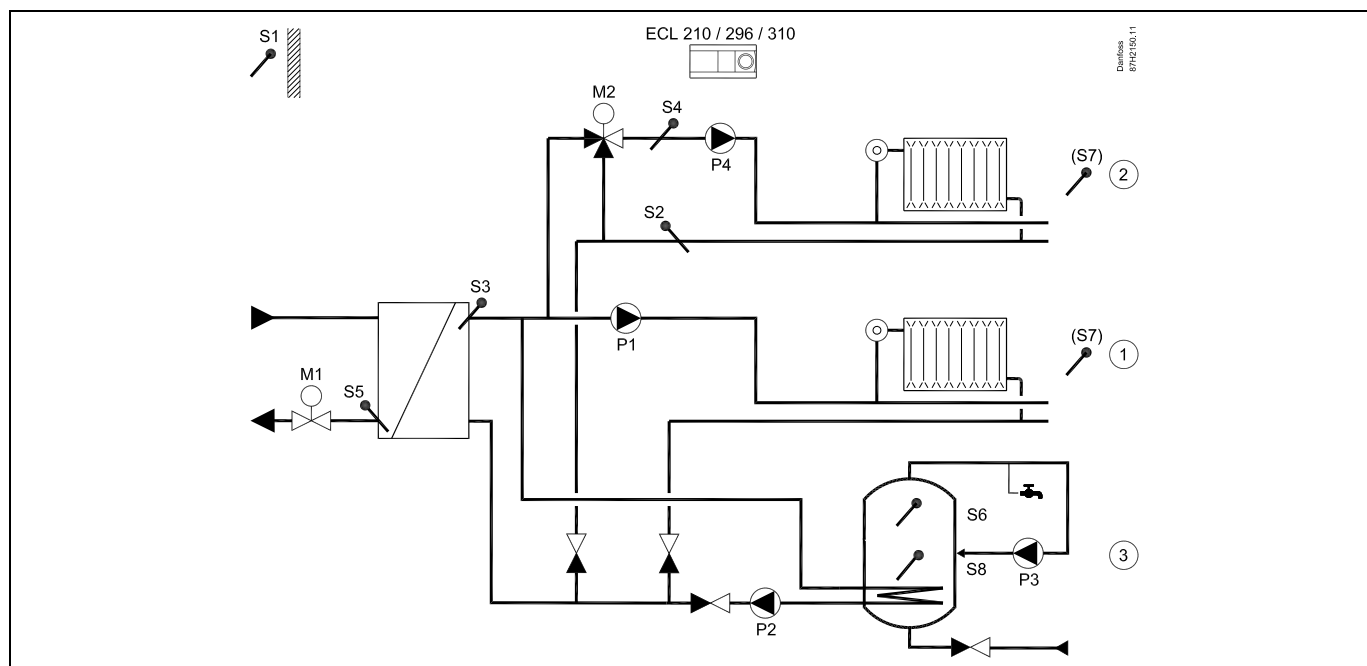 S1
ECL 210 / 296 / 310
Danfoss
87H2150.11
M2
S4
P4
(S7)
2
S2
S3
P1
(S7)
1
M1
S5
S6
S8
P3
3
P2